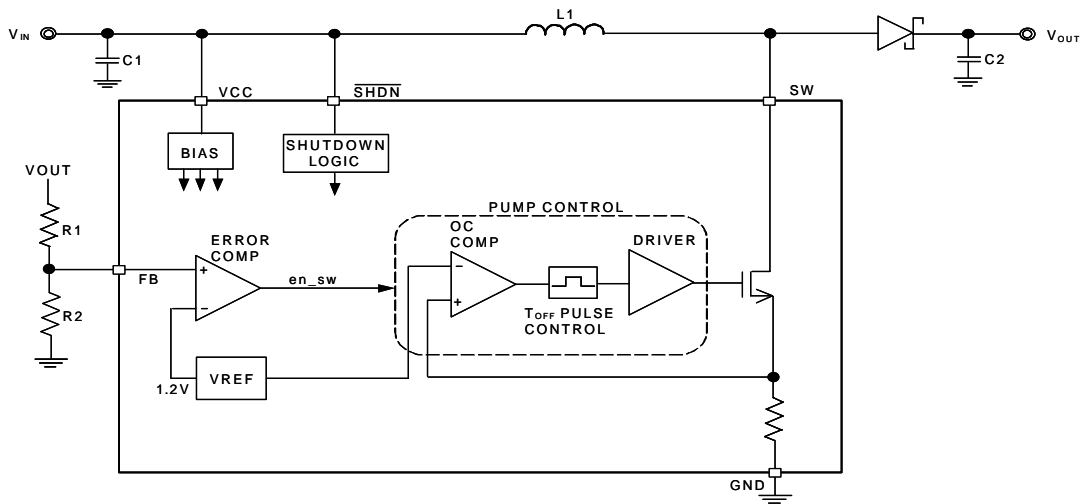 L1
VIN
C1
C2
VOUT
VCC
SHDN
SW
BIAS
SHUTDOWN
LOGIC
VOUT
R1
R2
FB
ERROR
COMP
+
−
en_sw
PUMP CONTROL
OC
COMP
−
+
DRIVER
TOFF PULSE
CONTROL
1.2V
VREF
GND